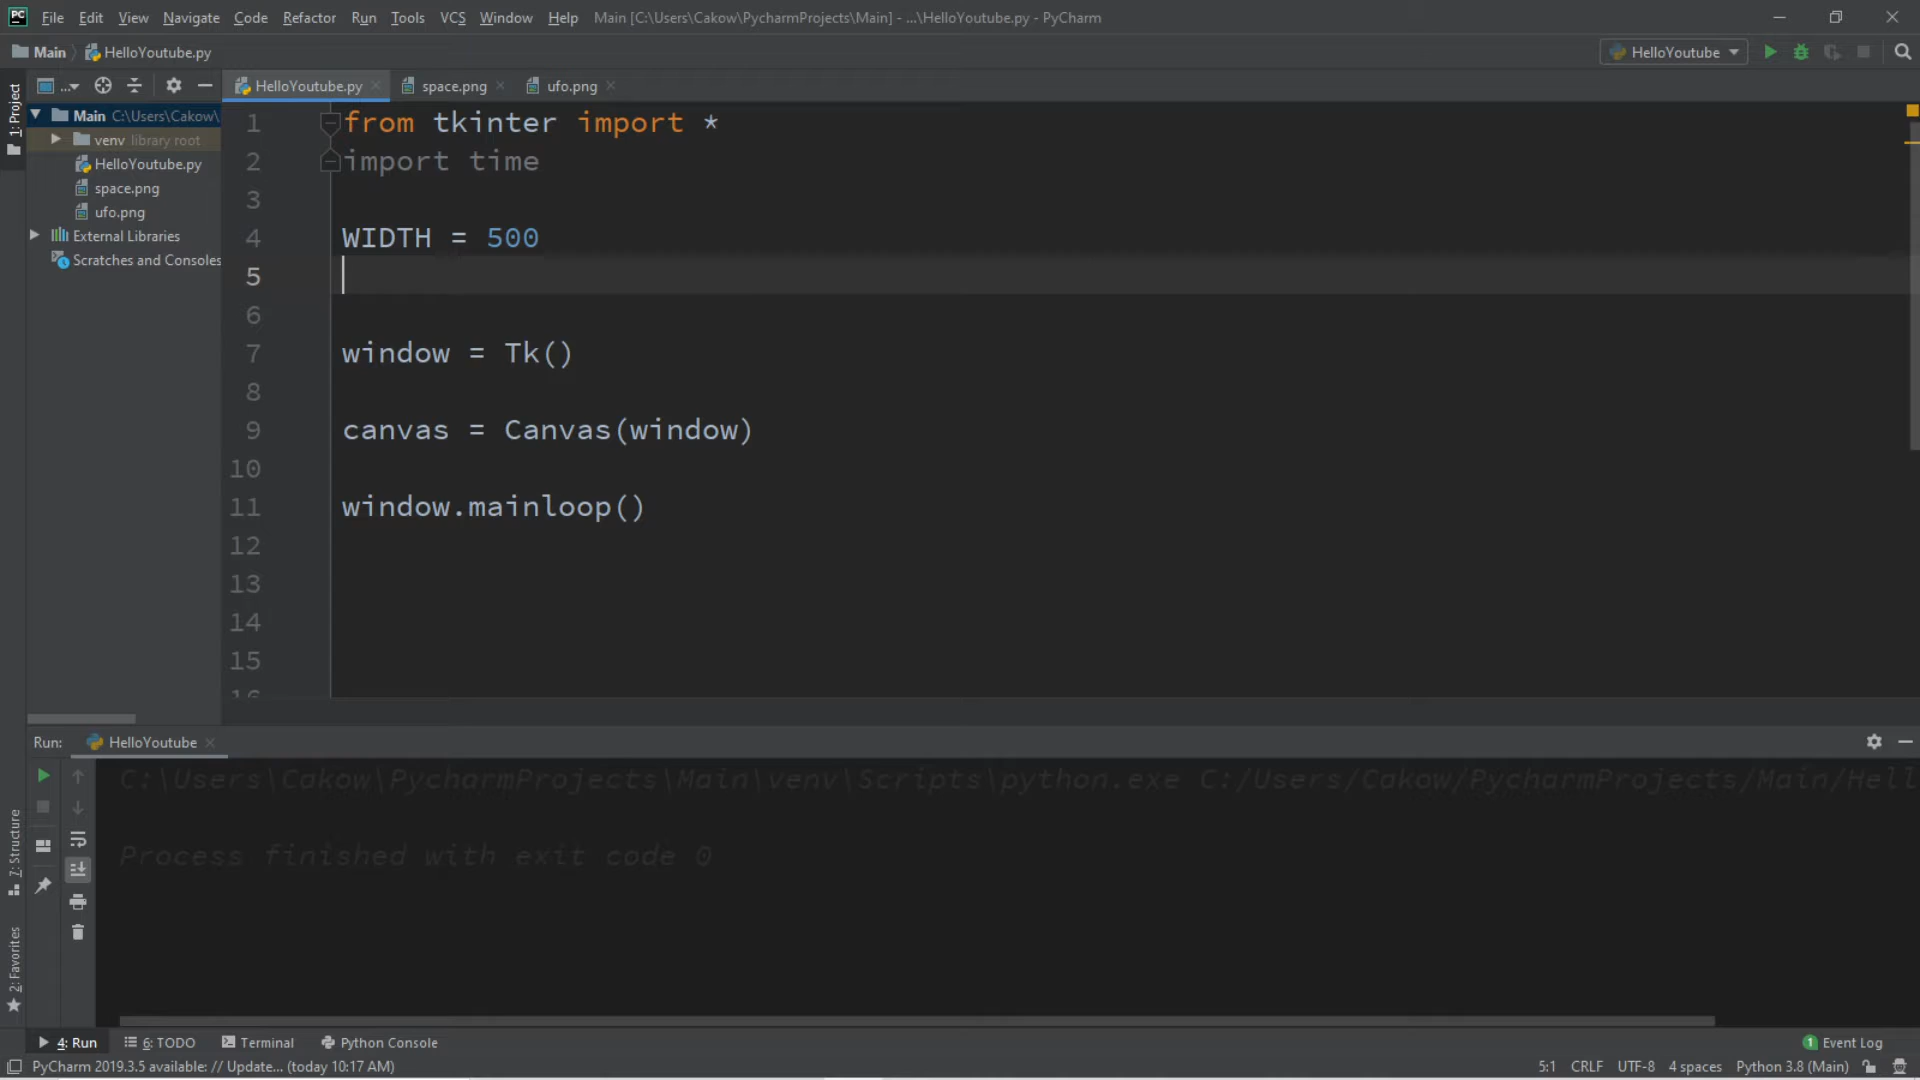 PC File Edit View Navigate Code Refactor Run Tools VCS Window Help Main [C:\Users\Cakow\PycharmProjects\Main] - ...\HelloYoutube.py - PyCharm
Main HelloYoutube.py HelloYoutube
... HelloYoutube.py space.png ufo.png
1: Project
Main C:\Users\Cakow\
venv library root
HelloYoutube.py
space.png
ufo.png
External Libraries
Scratches and Consoles
1 from tkinter import *
2 import time
3
4 WIDTH = 500
5
6
7 window = Tk()
8
9 canvas = Canvas(window)
10
11 window.mainloop()
12
13
14
15
16
Run: HelloYoutube
C:\Users\Cakow\PycharmProjects\Main\venv\Scripts\python.exe C:/Users/Cakow/PycharmProjects/Main/Hell
Process finished with exit code 0
7: Structure
2: Favorites
4: Run 6: TODO Terminal Python Console 1 Event Log
PyCharm 2019.3.5 available: // Update... (today 10:17 AM) 5:1 CRLF UTF-8 4 spaces Python 3.8 (Main)